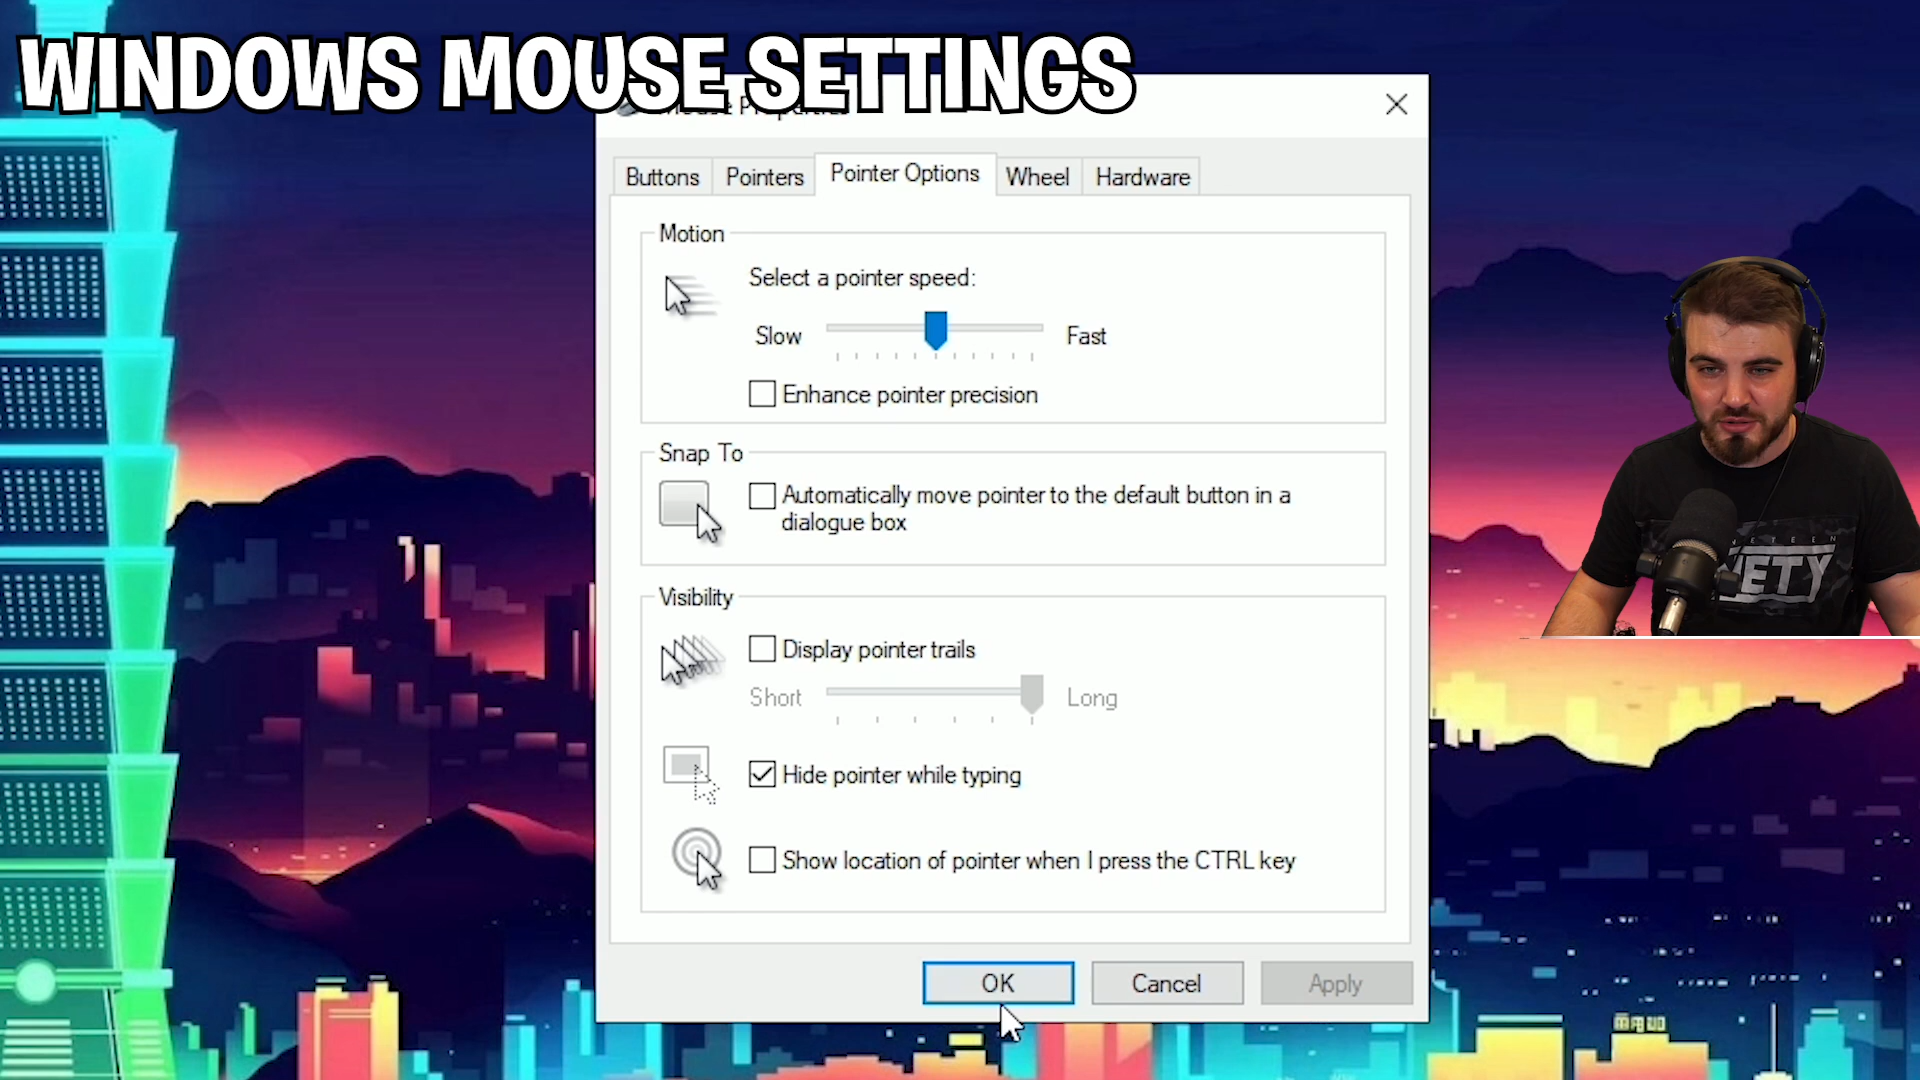 WINDOWS MOUSE SETTINGS
Mouse Properties
Buttons
Pointers
Pointer Options
Wheel
Hardware
Motion
Select a pointer speed:
Slow
Fast
Enhance pointer precision
Snap To
Automatically move pointer to the default button in a
dialogue box
Visibility
Display pointer trails
Short
Long
Hide pointer while typing
Show location of pointer when I press the CTRL key
OK
Cancel
Apply